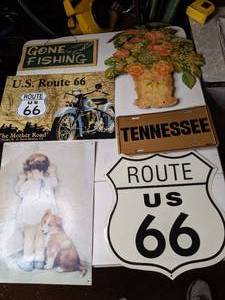 GONE
FISHING
U.S. Route 66
ROUTE
US
66
The Mother Road
TENNESSEE
ROUTE
US
66